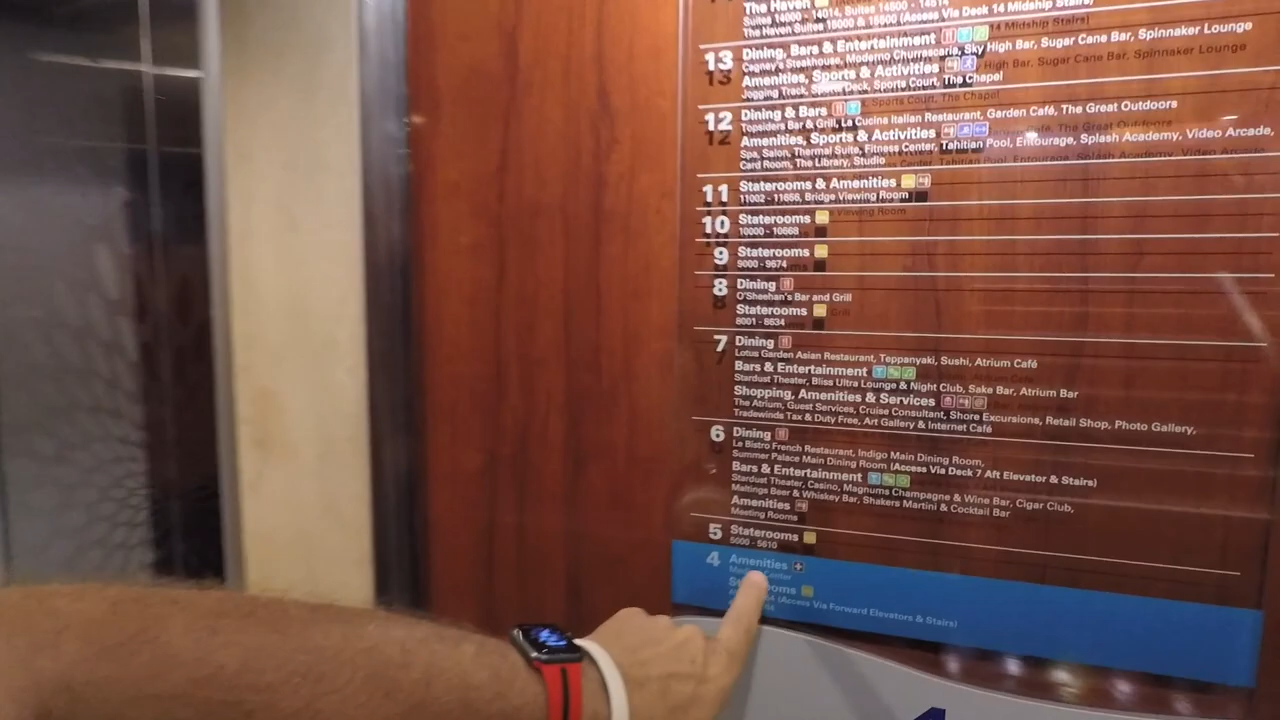 The Haven
Suites 14000 - 14014, Suites 14500 - 14514
The Haven Suites 15000 & 15500 (Access Via Deck 14 Midship Stairs)
13
Dining, Bars & Entertainment
Cagney's Steakhouse, Moderno Churrascaria, Sky High Bar, Sugar Cane Bar, Spinnaker Lounge
Amenities, Sports & Activities
Jogging Track, Sports Deck, Sports Court, The Chapel
12
Dining & Bars
Topsiders Bar & Grill, La Cucina Italian Restaurant, Garden Café, The Great Outdoors
Amenities, Sports & Activities
Spa, Salon, Thermal Suite, Fitness Center, Tahitian Pool, Entourage, Splash Academy, Video Arcade,
Card Room, The Library, Studio
11
Staterooms & Amenities
11002 - 11656, Bridge Viewing Room
10
Staterooms
10000 - 10668
9
Staterooms
9000 - 9674
8
Dining
O'Sheehan's Bar and Grill
Staterooms
8001 - 8634
7
Dining
Lotus Garden Asian Restaurant, Teppanyaki, Sushi, Atrium Café
Bars & Entertainment
Stardust Theater, Bliss Ultra Lounge & Night Club, Sake Bar, Atrium Bar
Shopping, Amenities & Services
The Atrium, Guest Services, Cruise Consultant, Shore Excursions, Retail Shop, Photo Gallery,
Tradewinds Tax & Duty Free, Art Gallery & Internet Café
6
Dining
Le Bistro French Restaurant, Indigo Main Dining Room,
Summer Palace Main Dining Room (Access Via Deck 7 Aft Elevator & Stairs)
Bars & Entertainment
Stardust Theater, Casino, Magnums Champagne & Wine Bar, Cigar Club,
Maltings Beer & Whiskey Bar, Shakers Martini & Cocktail Bar
Amenities
Meeting Rooms
5
Staterooms
5000 - 5610
4
Amenities
Center
(Access Via Forward Elevators & Stairs)